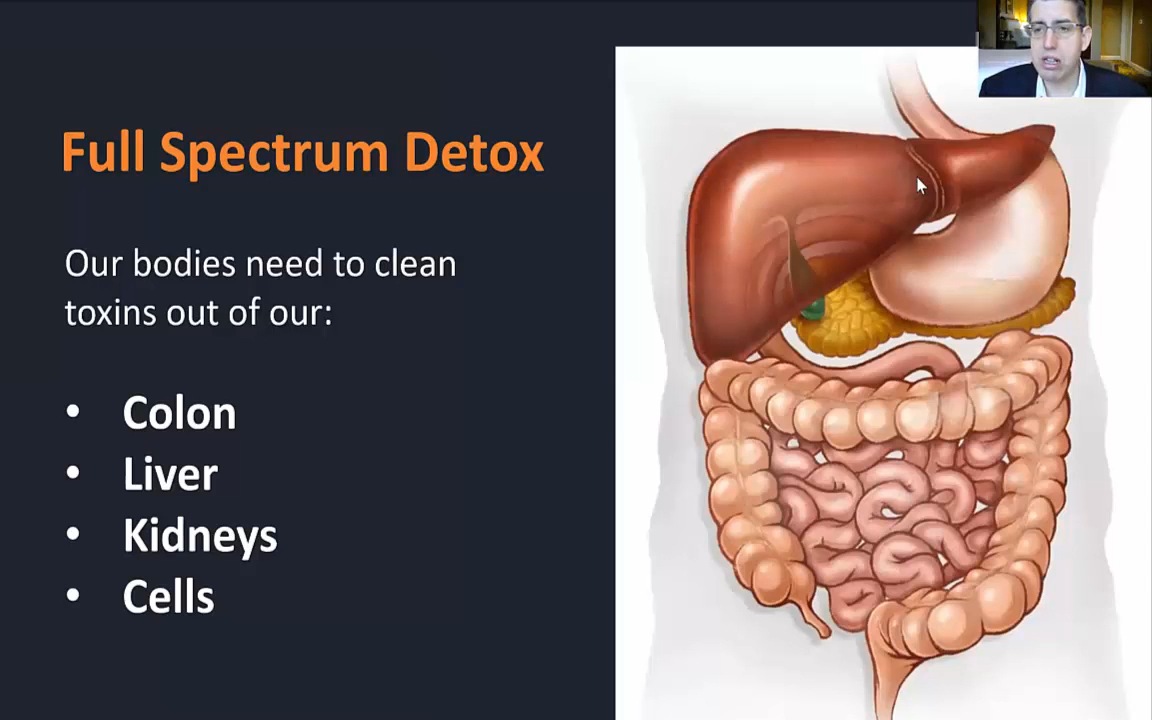 Full Spectrum Detox
Our bodies need to clean
toxins out of our:
• Colon
• Liver
• Kidneys
• Cells